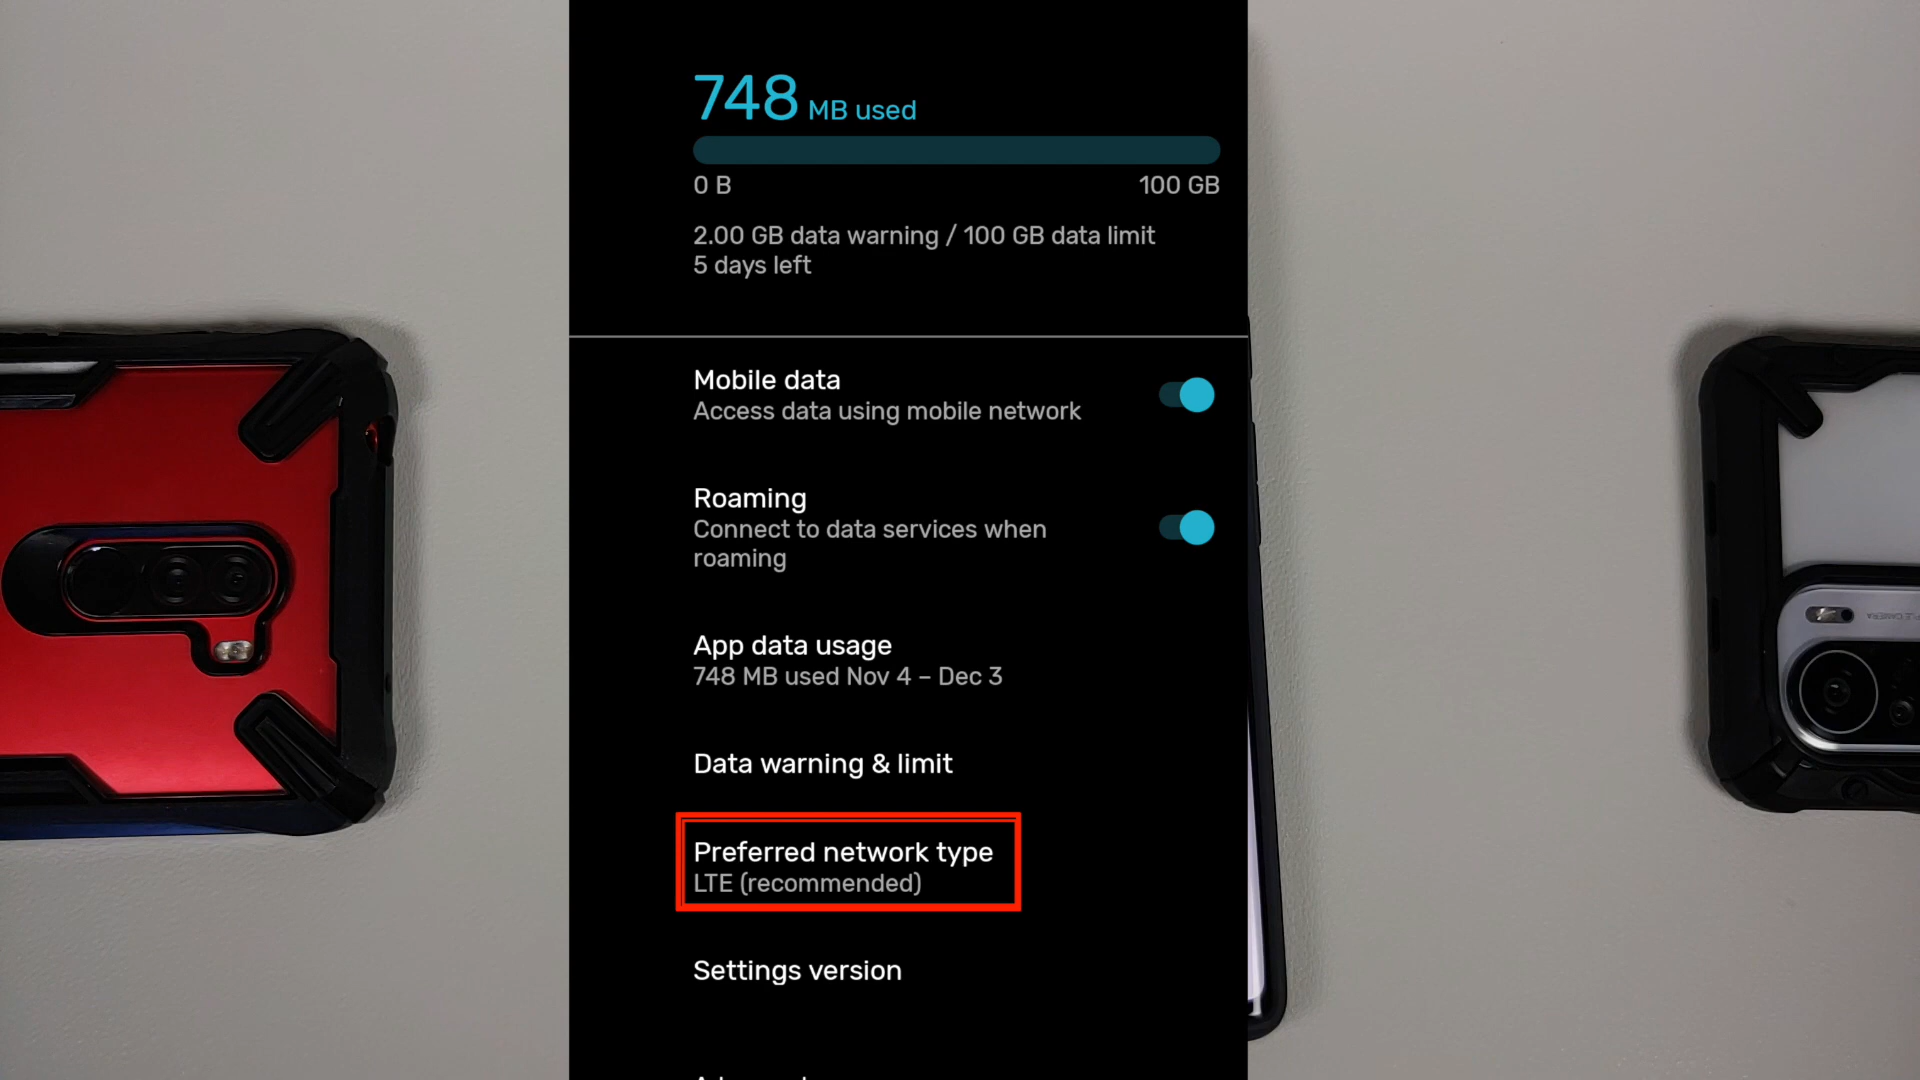 748 MB used
0 B 100 GB
2.00 GB data warning / 100 GB data limit
5 days left
Mobile data
Access data using mobile network
Roaming
Connect to data services when
roaming
App data usage
748 MB used Nov 4 – Dec 3
Data warning & limit
Preferred network type
LTE (recommended)
Settings version